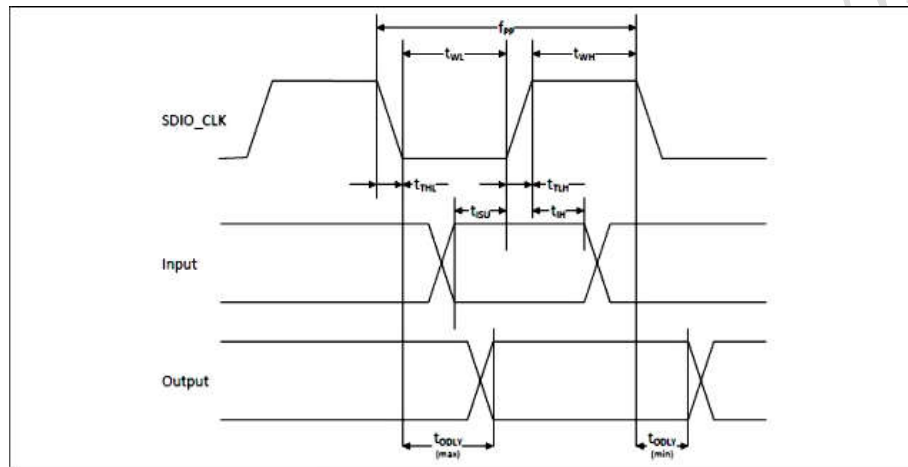 fPP
tWL
tWH
SDIO_CLK
tTHL
tTLH
tISU
tIH
Input
Output
tODLY
(max)
tODLY
(min)